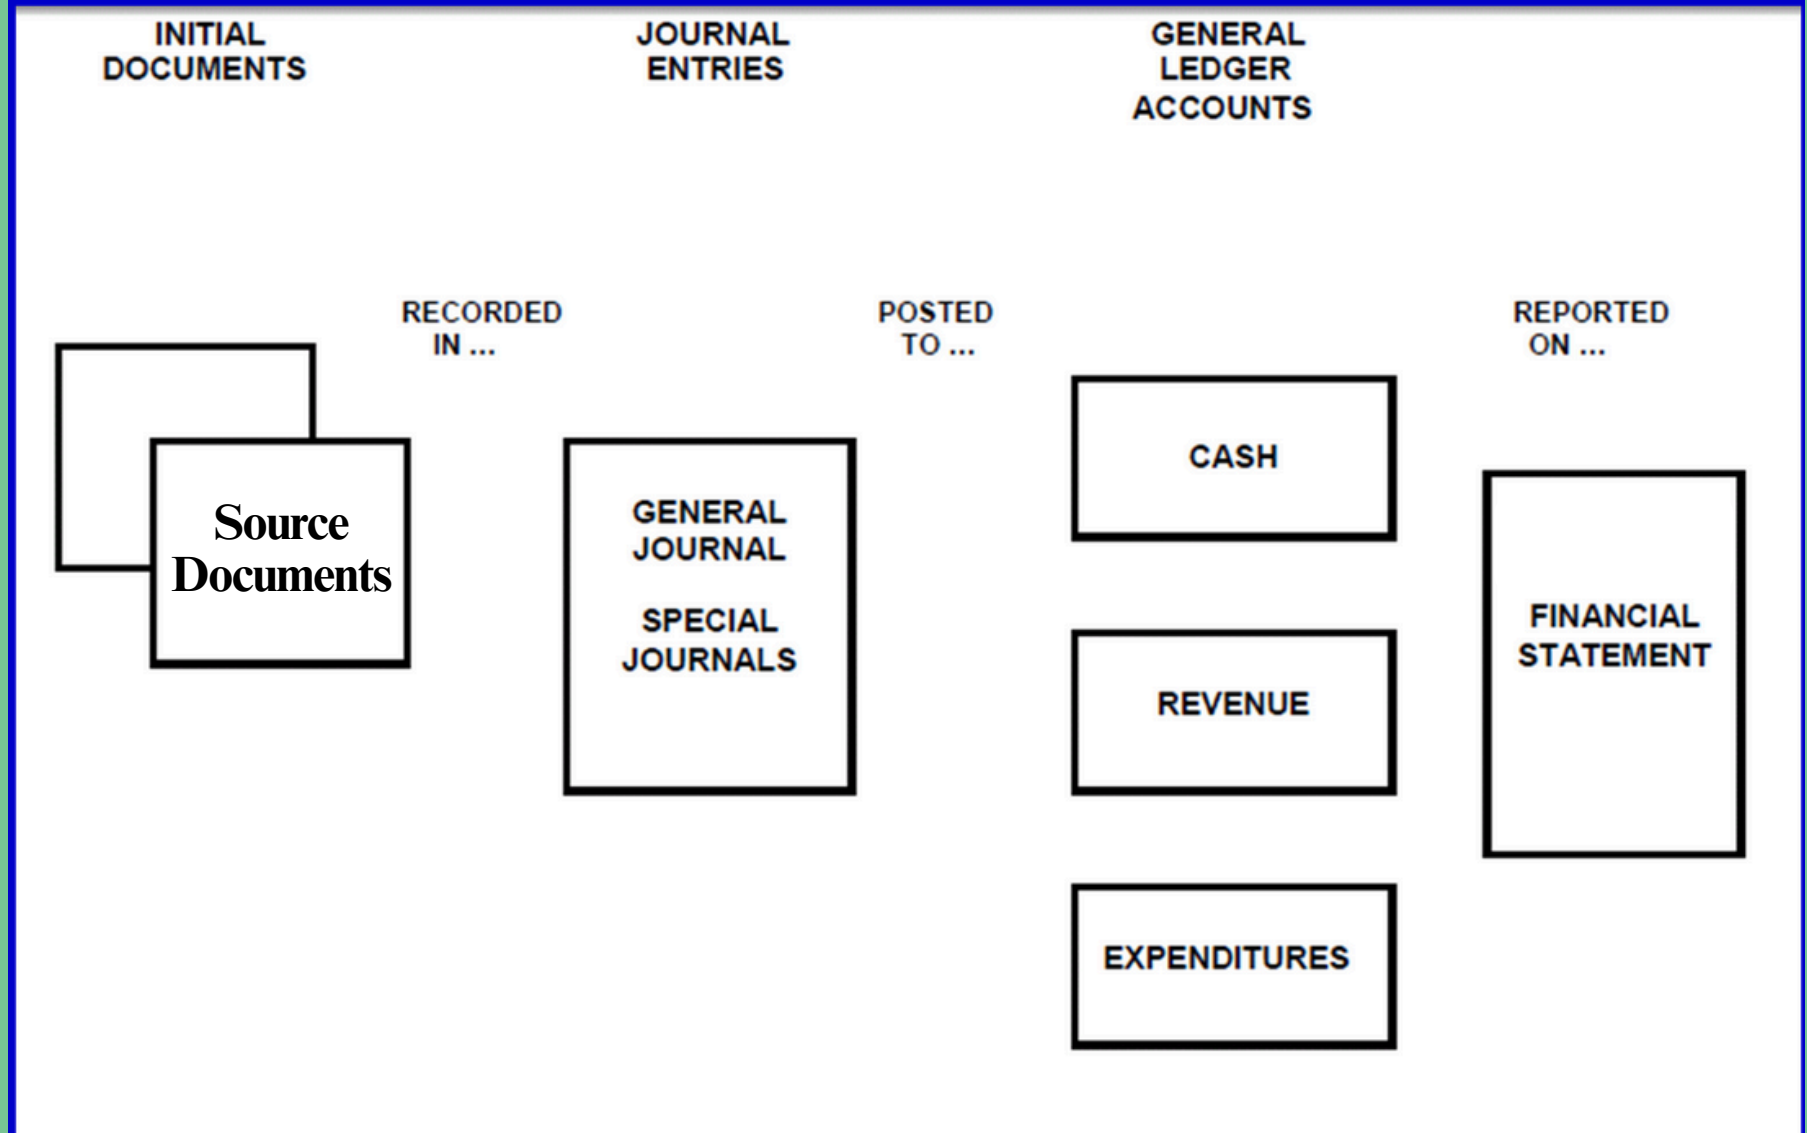 INITIAL
DOCUMENTS
JOURNAL
ENTRIES
GENERAL
LEDGER
ACCOUNTS
RECORDED
IN ...
POSTED
TO ...
REPORTED
ON ...
Source
Documents
GENERAL
JOURNAL
SPECIAL
JOURNALS
CASH
REVENUE
EXPENDITURES
FINANCIAL
STATEMENT